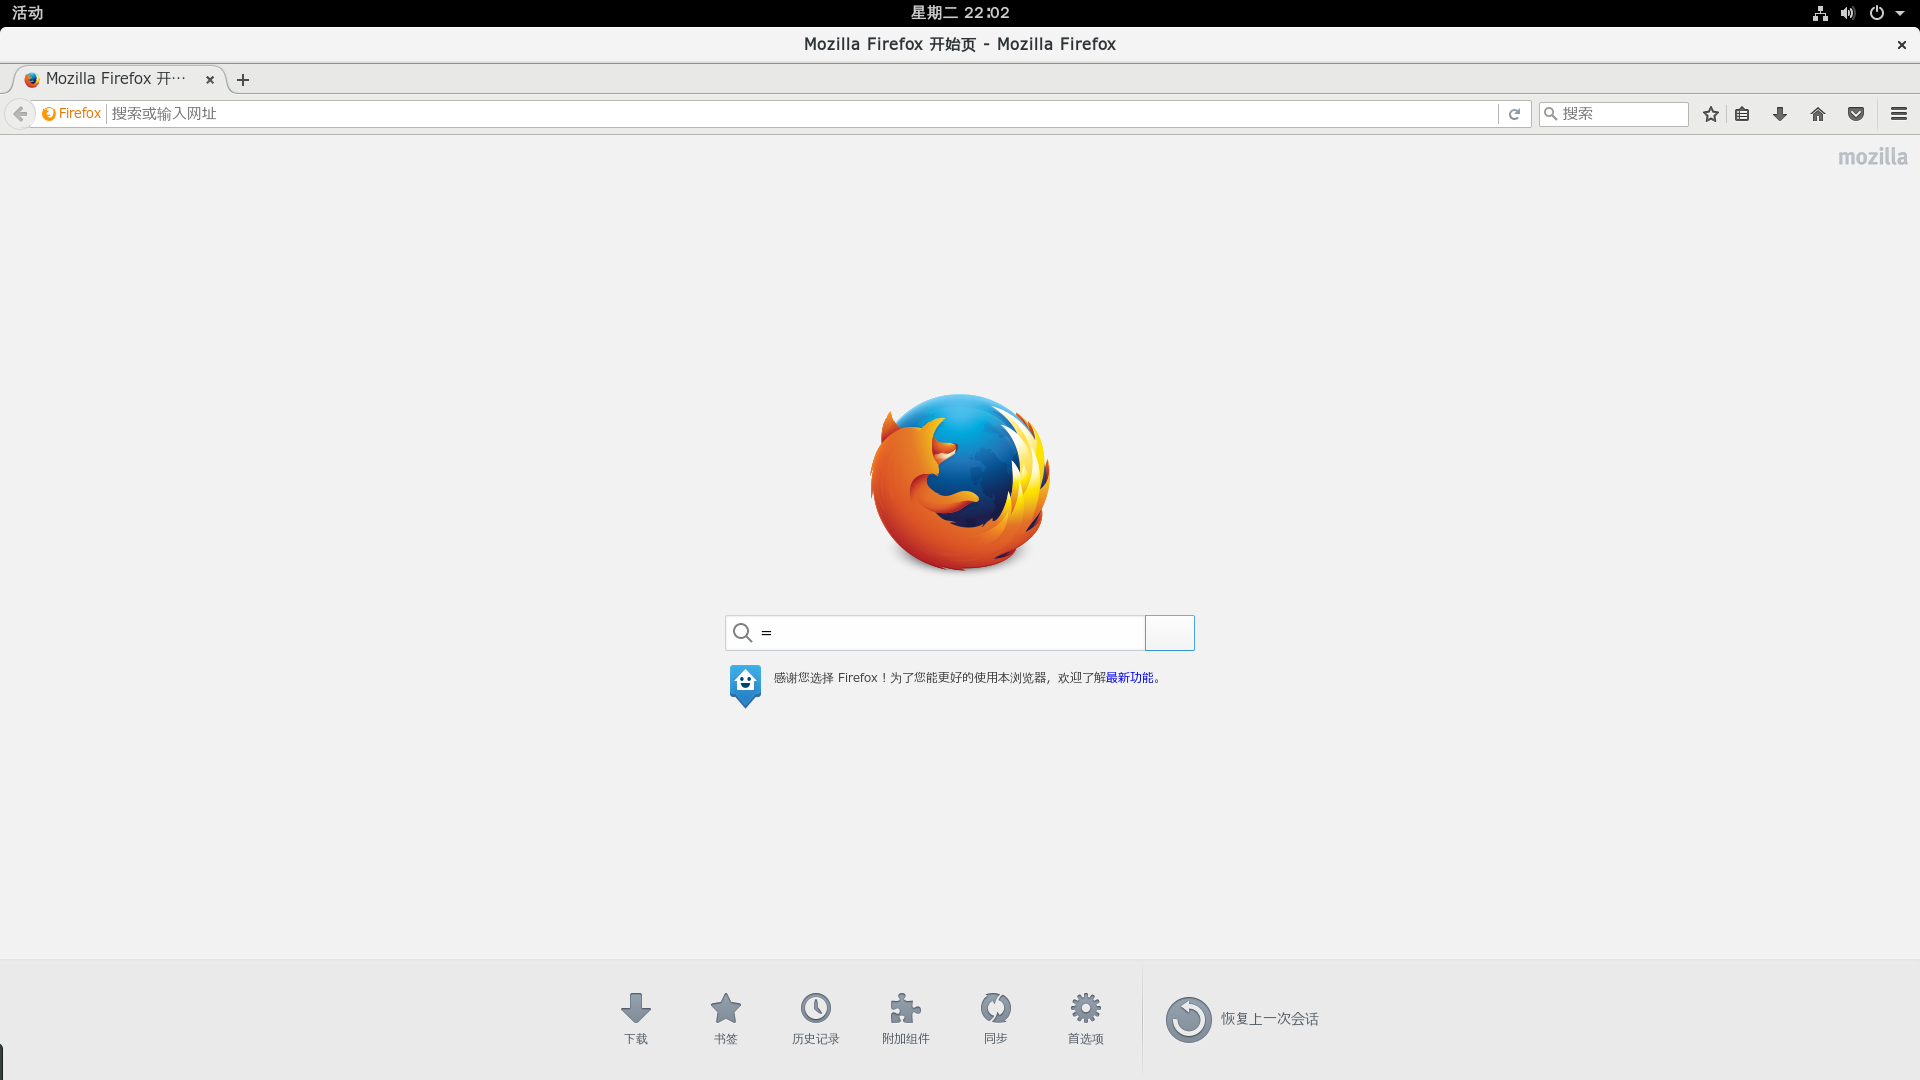 活动
星期二 22:02
Mozilla Firefox 开始页 - Mozilla Firefox
Mozilla Firefox 开…
Firefox 搜索或输入网址
搜索
mozilla
=
感谢您选择 Firefox！为了您能更好的使用本浏览器，欢迎了解最新功能。
下载
书签
历史记录
附加组件
同步
首选项
恢复上一次会话